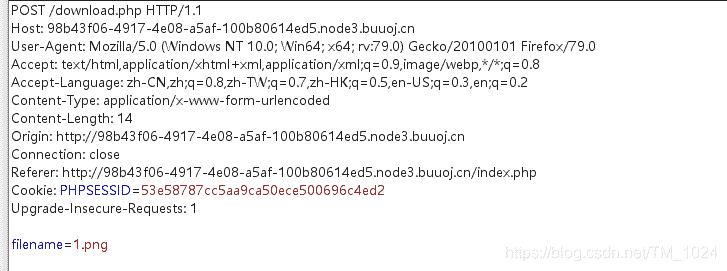 POST /download.php HTTP/1.1
Host: 98b43f06-4917-4e08-a5af-100b80614ed5.node3.buuoj.cn
User-Agent: Mozilla/5.0 (Windows NT 10.0; Win64; x64; rv:79.0) Gecko/20100101 Firefox/79.0
Accept: text/html,application/xhtml+xml,application/xml;q=0.9,image/webp,*/*;q=0.8
Accept-Language: zh-CN,zh;q=0.8,zh-TW;q=0.7,zh-HK;q=0.5,en-US;q=0.3,en;q=0.2
Content-Type: application/x-www-form-urlencoded
Content-Length: 14
Origin: http://98b43f06-4917-4e08-a5af-100b80614ed5.node3.buuoj.cn
Connection: close
Referer: http://98b43f06-4917-4e08-a5af-100b80614ed5.node3.buuoj.cn/index.php
Cookie: PHPSESSID=53e58787cc5aa9ca50ece500696c4ed2
Upgrade-Insecure-Requests: 1
filename=1.png
https://blog.csdn.net/TM_1024